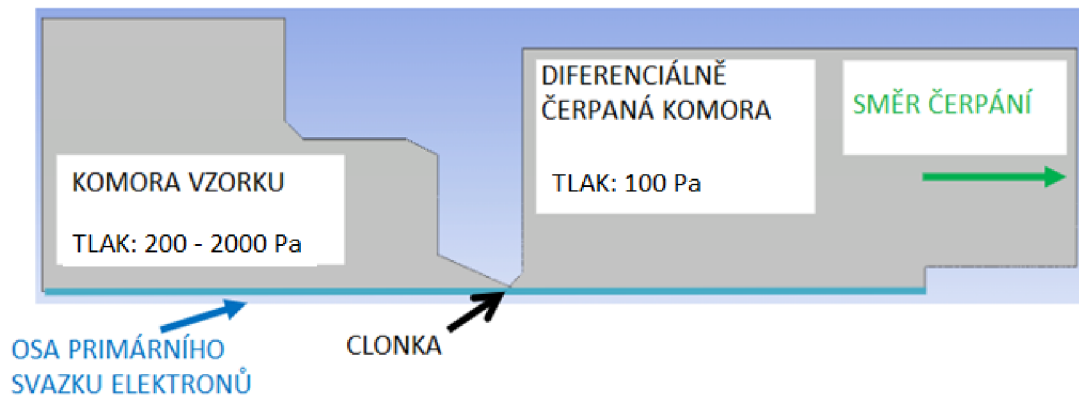 DIFERENCIÁLNĚ
ČERPANÁ KOMORA
TLAK: 100 Pa
SMĚR ČERPÁNÍ
KOMORA VZORKU
TLAK: 200 - 2000 Pa
OSA PRIMÁRNÍHO
SVAZKU ELEKTRONŮ
CLONKA